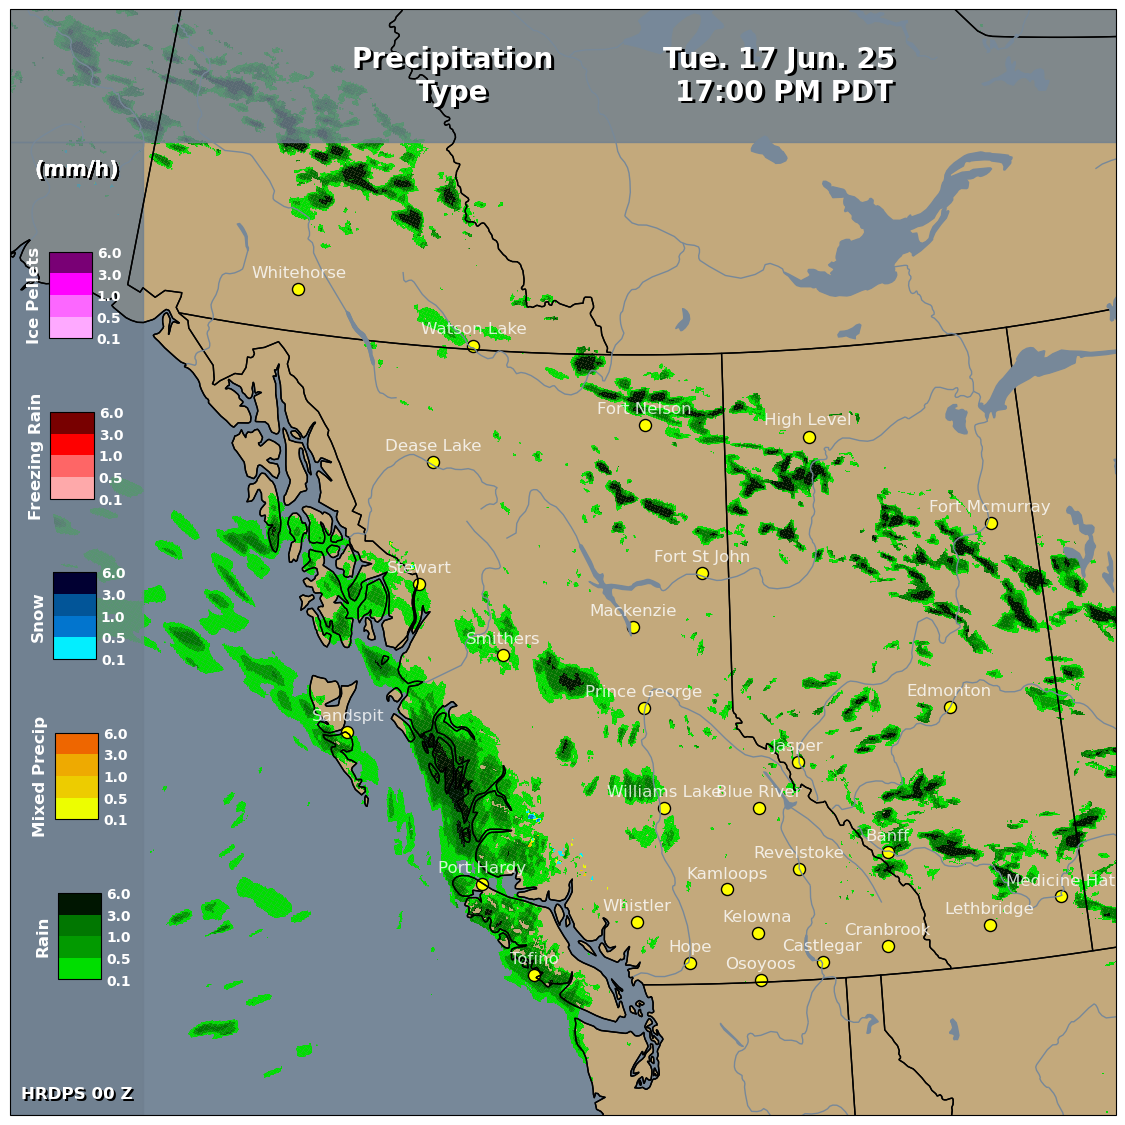 Precipitation
Type
Tue. 17 Jun. 25
17:00 PM PDT
(mm/h)
Ice Pellets
6.0
3.0
1.0
0.5
0.1
Freezing Rain
6.0
3.0
1.0
0.5
0.1
Snow
6.0
3.0
1.0
0.5
0.1
Mixed Precip
6.0
3.0
1.0
0.5
0.1
Rain
6.0
3.0
1.0
0.5
0.1
HRDPS 00 Z
Whitehorse
Watson Lake
Fort Nelson
High Level
Dease Lake
Fort Mcmurray
Fort St John
Stewart
Mackenzie
Smithers
Prince George
Edmonton
Sandspit
Jasper
Williams Lake
Blue River
Banff
Revelstoke
Port Hardy
Kamloops
Medicine Hat
Whistler
Kelowna
Lethbridge
Cranbrook
Hope
Castlegar
Tofino
Osoyoos